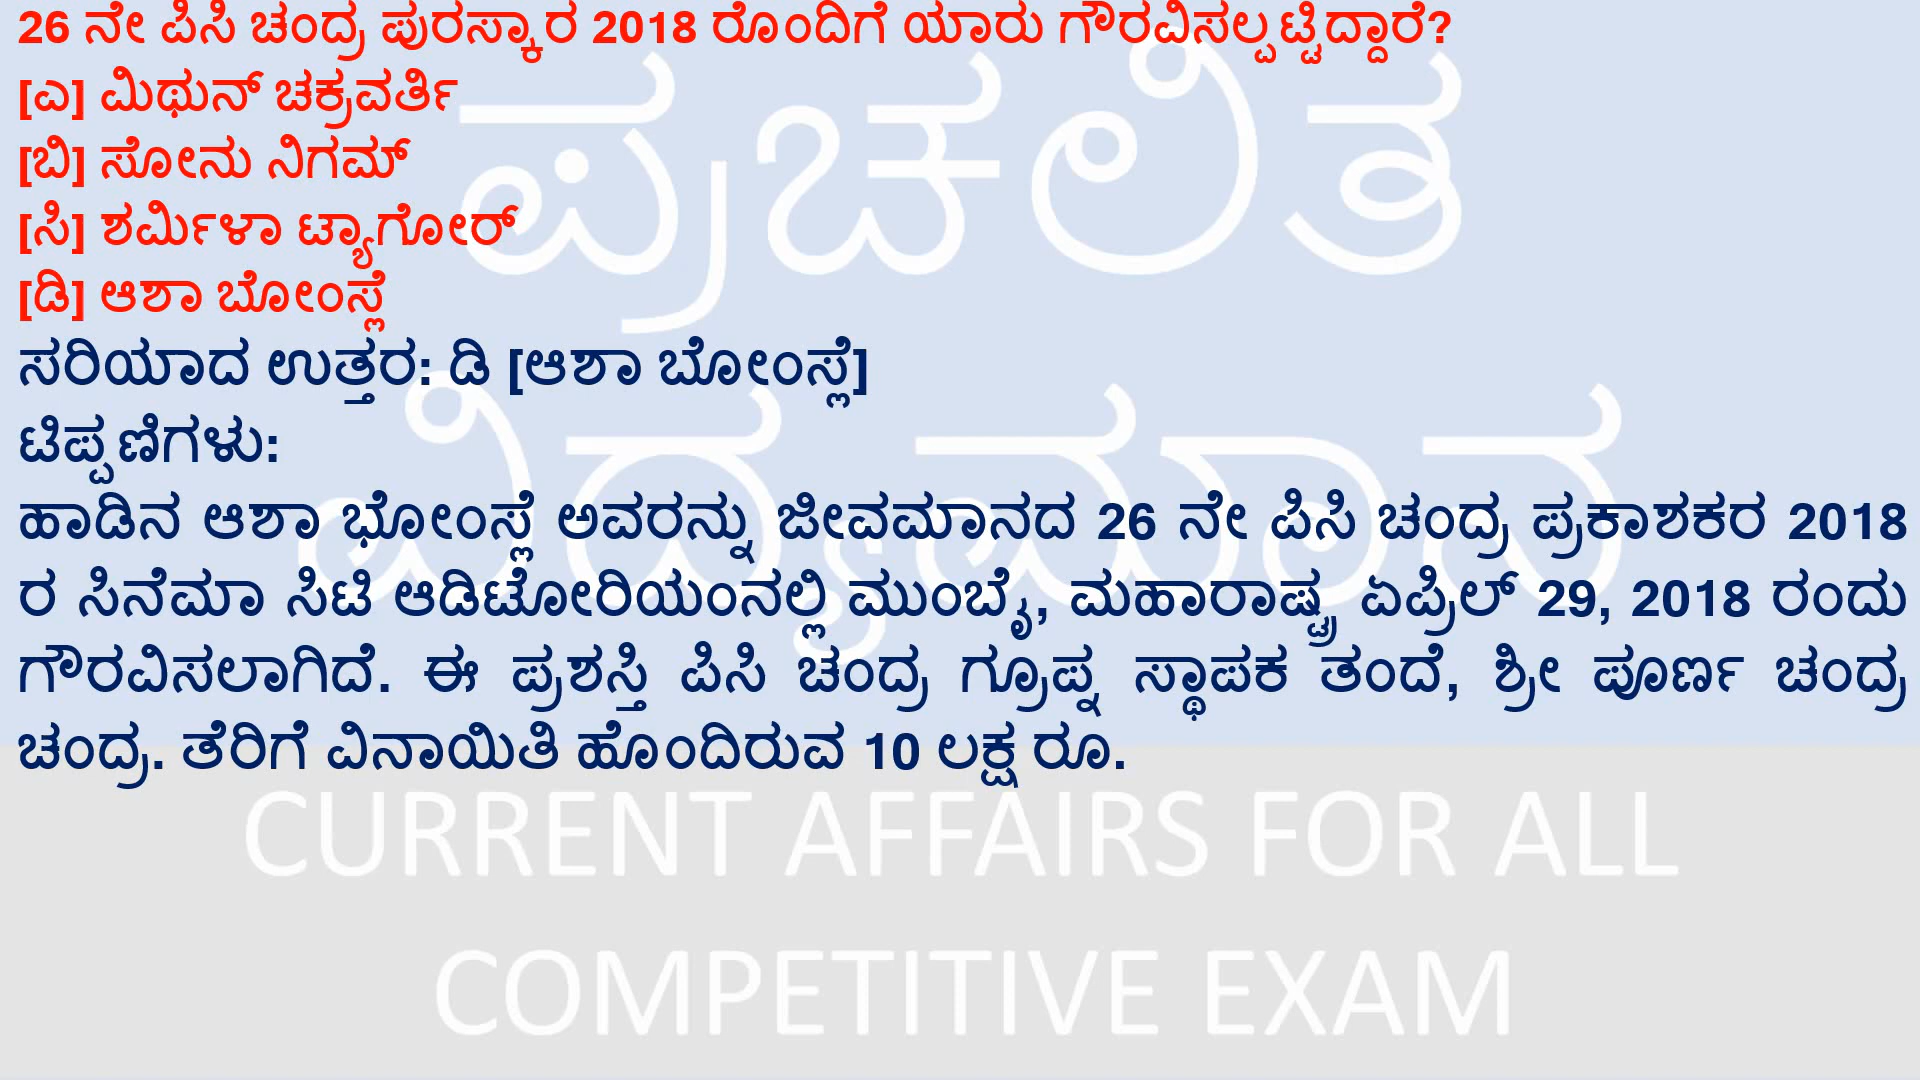 26 ನೇ ಪಿಸಿ ಚಂದ್ರ ಪುರಸ್ಕಾರ 2018 ರೊಂದಿಗೆ ಯಾರು ಗೌರವಿಸಲ್ಪಟ್ಟಿದ್ದಾರೆ?
[ಎ] ಮಿಥುನ್ ಚಕ್ರವರ್ತಿ
[ಬಿ] ಸೋನು ನಿಗಮ್
[ಸಿ] ಶರ್ಮಿಳಾ ಟ್ಯಾಗೋರ್
[ಡಿ] ಆಶಾ ಬೋಂಸ್ಲೆ
ಸರಿಯಾದ ಉತ್ತರ: ಡಿ [ಆಶಾ ಬೋಂಸ್ಲೆ]
ಟಿಪ್ಪಣಿಗಳು:
ಹಾಡಿನ ಆಶಾ ಭೋಂಸ್ಲೆ ಅವರನ್ನು ಜೀವಮಾನದ 26 ನೇ ಪಿಸಿ ಚಂದ್ರ ಪ್ರಕಾಶಕರ 2018
ರ ಸಿನೆಮಾ ಸಿಟಿ ಆಡಿಟೋರಿಯಂನಲ್ಲಿ ಮುಂಬೈ, ಮಹಾರಾಷ್ಟ್ರ ಏಪ್ರಿಲ್ 29, 2018 ರಂದು
ಗೌರವಿಸಲಾಗಿದೆ. ಈ ಪ್ರಶಸ್ತಿ ಪಿಸಿ ಚಂದ್ರ ಗ್ರೂಪ್ನ ಸ್ಥಾಪಕ ತಂದೆ, ಶ್ರೀ ಪೂರ್ಣ ಚಂದ್ರ
ಚಂದ್ರ. ತೆರಿಗೆ ವಿನಾಯಿತಿ ಹೊಂದಿರುವ 10 ಲಕ್ಷ ರೂ.
ಪ್ರಚಲಿತ
ವಿದ್ಯಮಾನ
CURRENT AFFAIRS FOR ALL
COMPETITIVE EXAM